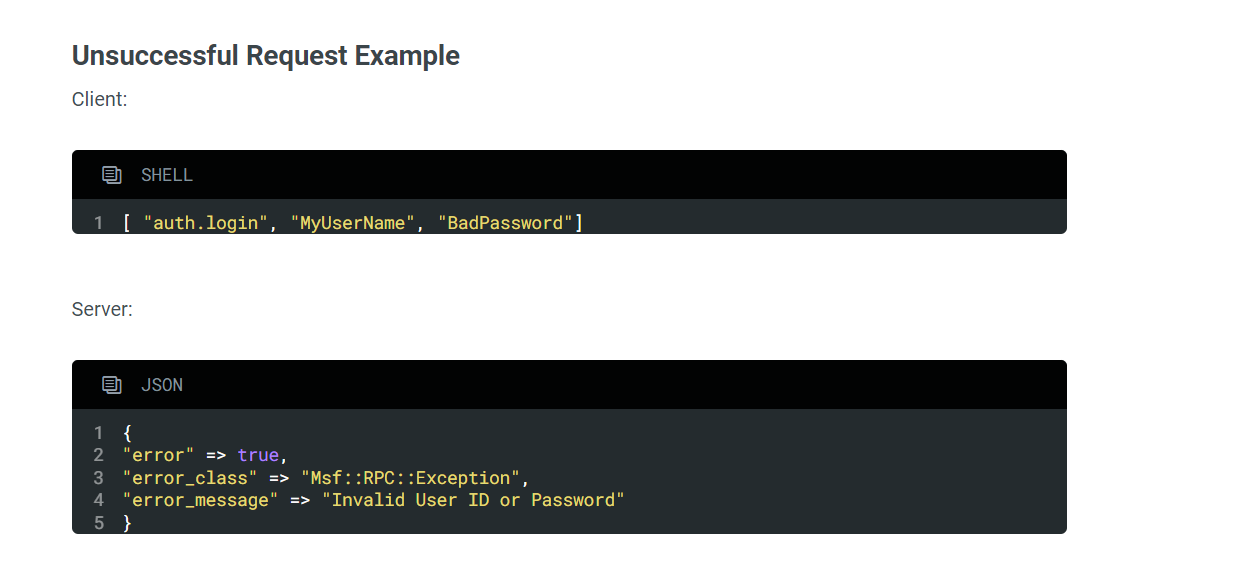 Unsuccessful Request Example
Client:
SHELL
1 [ "auth.login", "MyUserName", "BadPassword"]
Server:
JSON
1 {
2 "error" => true,
3 "error_class" => "Msf::RPC::Exception",
4 "error_message" => "Invalid User ID or Password"
5 }